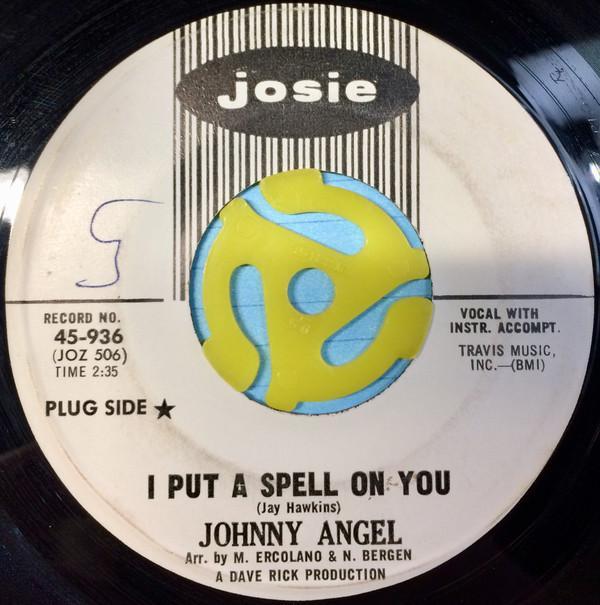 josie
RECORD NO.
45-936
(JOZ 506)
TIME 2:35
PLUG SIDE ★
VOCAL WITH
INSTR. ACCOMPT.
TRAVIS MUSIC,
INC.—(BMI)
I PUT A SPELL ON YOU
(Jay Hawkins)
JOHNNY ANGEL
Arr. by M. ERCOLANO & N. BERGEN
A DAVE RICK PRODUCTION